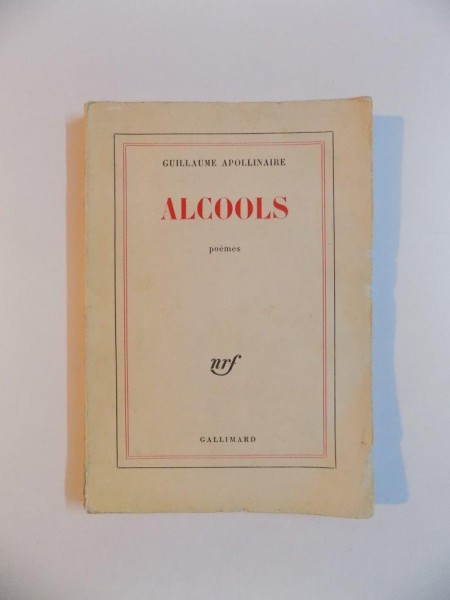 GUILLAUME APOLLINAIRE
ALCOOLS
poèmes
nrf
GALLIMARD